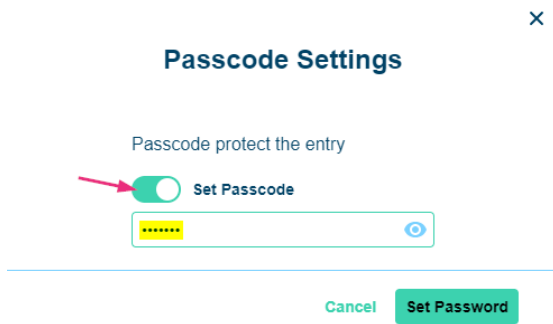 Passcode Settings
Passcode protect the entry
Set Passcode
•••••••
Cancel Set Password